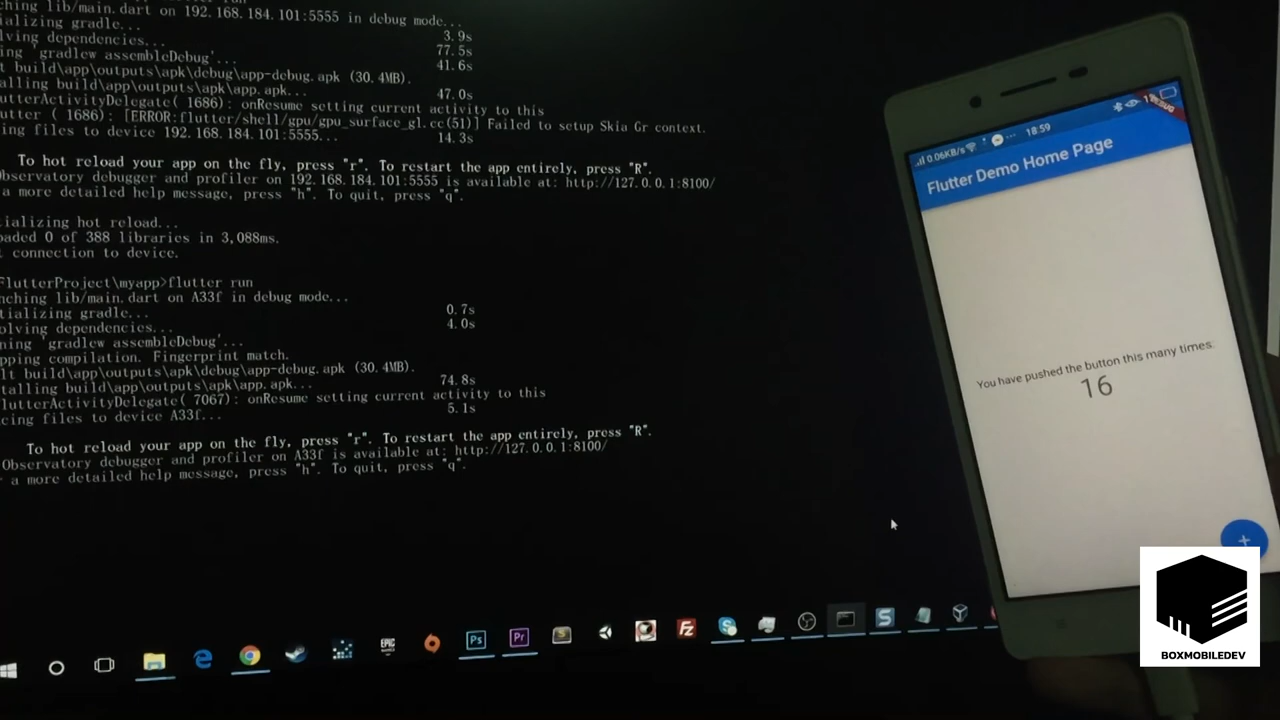 ching lib/main.dart on 192.168.184.101:5555 in debug mode...
ializing gradle... 3.9s
lving dependencies... 77.5s
ing 'gradlew assembleDebug'... 41.6s
t build\app\outputs\apk\debug\app-debug.apk (30.4MB).
alling build\app\outputs\apk\app.apk... 47.0s
utterActivityDelegate( 1686): onResume setting current activity to this
utter ( 1686): [ERROR:flutter/shell/gpu/gpu_surface_gl.cc(51)] Failed to setup Skia Gr context.
ing files to device 192.168.184.101:5555... 14.3s
To hot reload your app on the fly, press "r". To restart the app entirely, press "R".
Observatory debugger and profiler on 192.168.184.101:5555 is available at: http://127.0.0.1:8100/
a more detailed help message, press "h". To quit, press "q".
ializing hot reload...
oaded 0 of 388 libraries in 3,088ms.
t connection to device.
FlutterProject\myapp>flutter run
nching lib/main.dart on A33f in debug mode...
tializing gradle... 0.7s
olving dependencies... 4.0s
ning 'gradlew assembleDebug'...
pping compilation. Fingerprint match.
lt build\app\outputs\apk\debug\app-debug.apk (30.4MB).
talling build\app\outputs\apk\app.apk... 74.8s
lutterActivityDelegate( 7067): onResume setting current activity to this
cing files to device A33f... 5.1s
To hot reload your app on the fly, press "r". To restart the app entirely, press "R".
Observatory debugger and profiler on A33f is available at: http://127.0.0.1:8100/
a more detailed help message, press "h". To quit, press "q".
0.06KB/s 18:59
Flutter Demo Home Page
You have pushed the button this many times:
16
+
Ps
Pr
EPIC
BOXMOBILEDEV